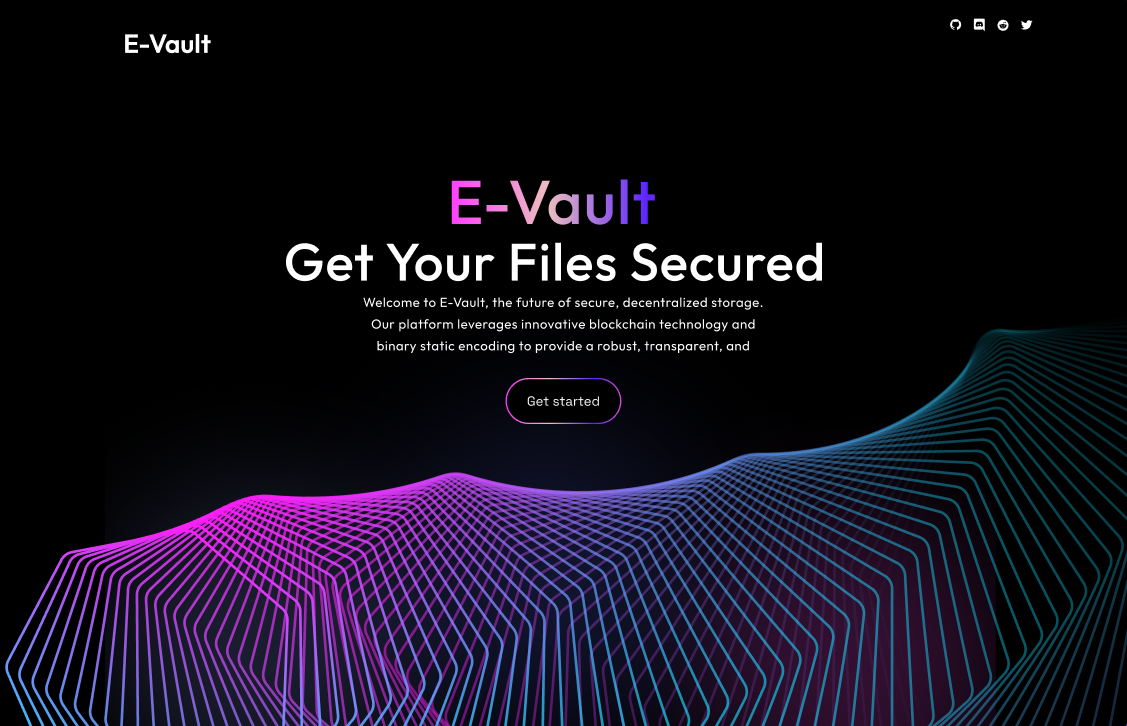 E-Vault
E-Vault
Get Your Files Secured
Welcome to E-Vault, the future of secure, decentralized storage.
Our platform leverages innovative blockchain technology and
binary static encoding to provide a robust, transparent, and
Get started